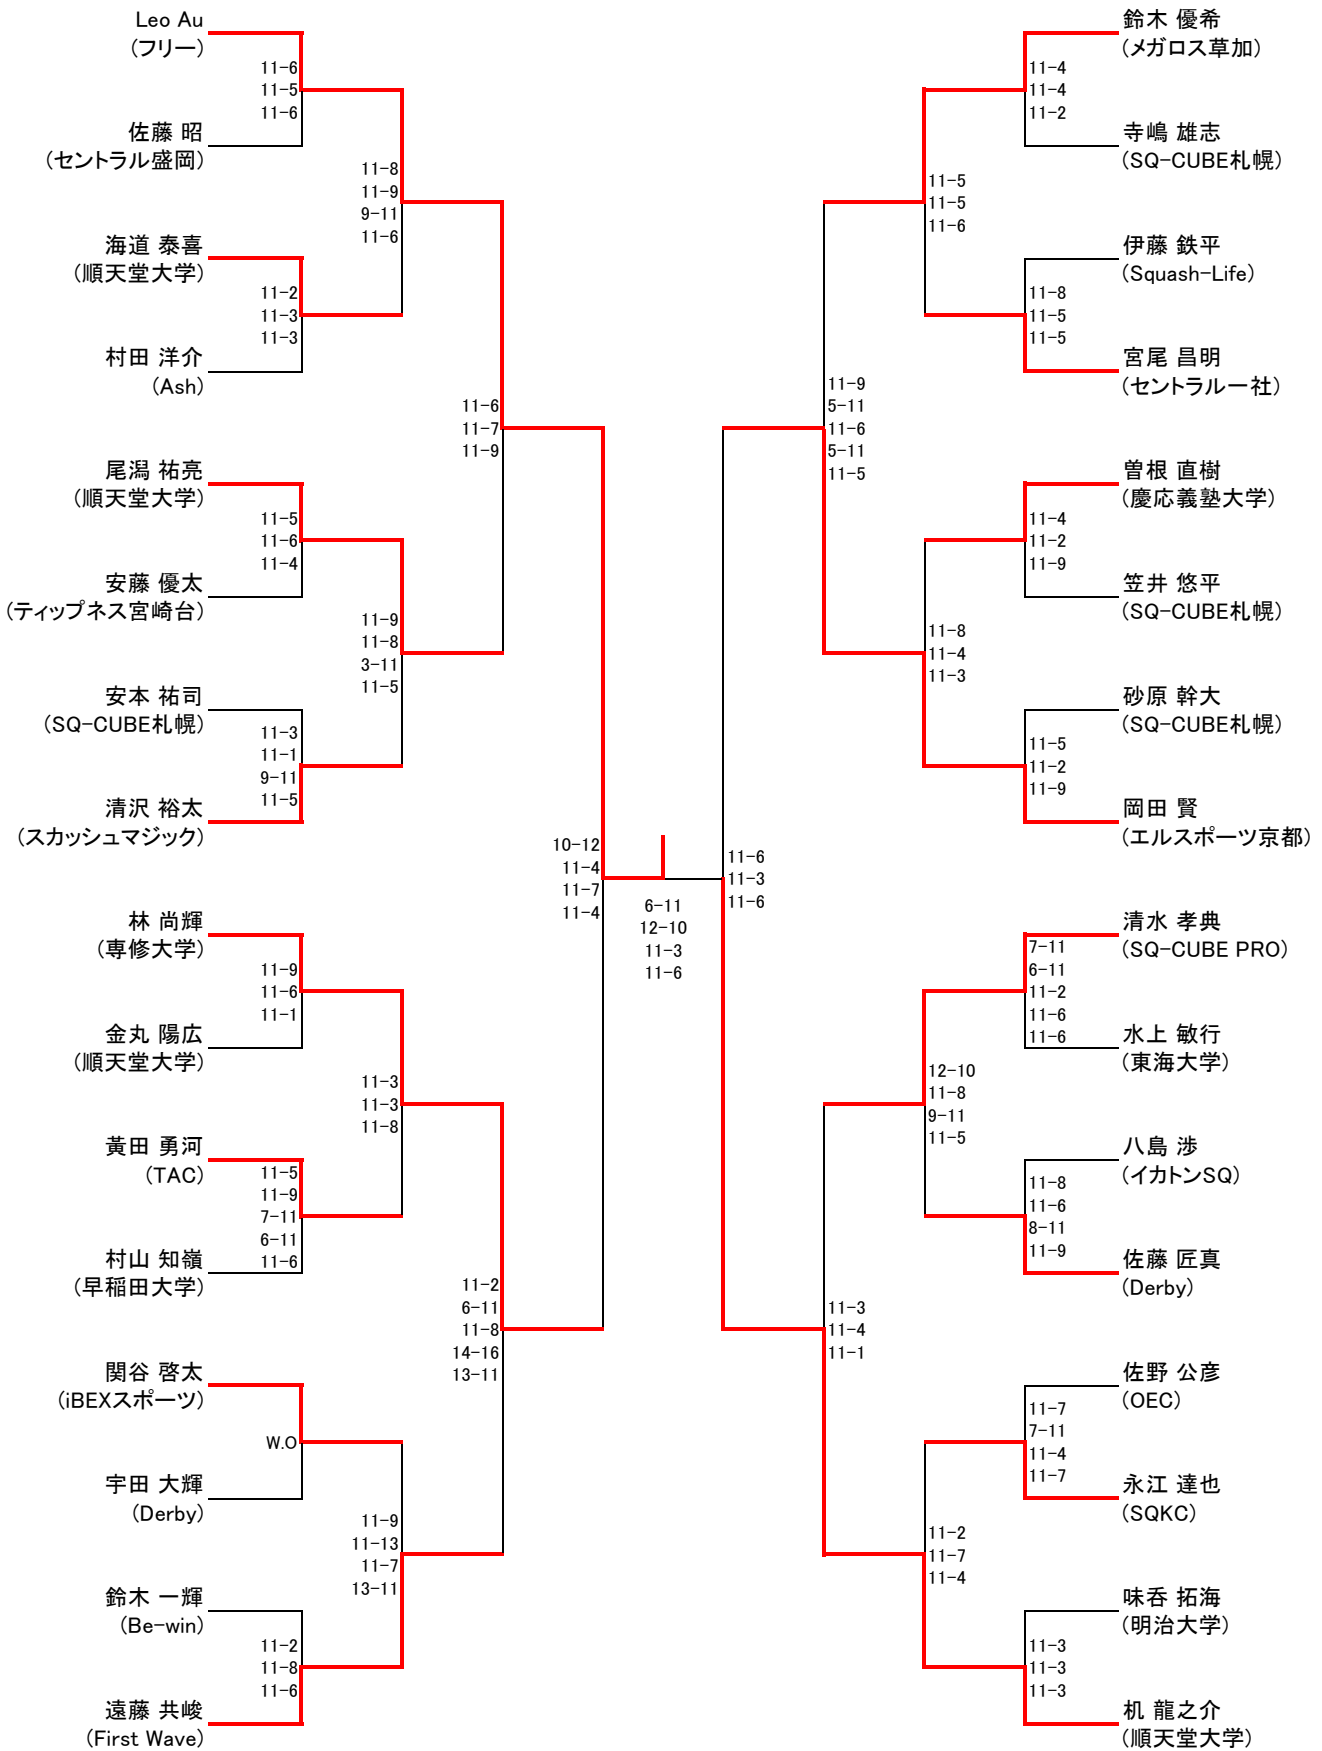 Leo Au
(フリー)
11-6
11-5
11-6
佐藤 昭
(セントラル盛岡)
11-8
11-9
9-11
11-6
海道 泰喜
(順天堂大学)
11-2
11-3
11-3
村田 洋介
(Ash)
11-6
11-7
11-9
尾潟 祐亮
(順天堂大学)
11-5
11-6
11-4
安藤 優太
(ティップネス宮崎台)
11-9
11-8
3-11
11-5
安本 祐司
(SQ-CUBE札幌)
11-3
11-1
9-11
11-5
清沢 裕太
(スカッシュマジック)
10-12
11-4
11-7
11-4
林 尚輝
(専修大学)
11-9
11-6
11-1
金丸 陽広
(順天堂大学)
11-3
11-3
11-8
黃田 勇河
(TAC)
11-5
11-9
7-11
6-11
11-6
村山 知嶺
(早稲田大学)
11-2
6-11
11-8
14-16
13-11
関谷 啓太
(iBEXスポーツ)
W.O
宇田 大輝
(Derby)
11-9
11-13
11-7
13-11
鈴木 一輝
(Be-win)
11-2
11-8
11-6
遠藤 共峻
(First Wave)
6-11
12-10
11-3
11-6
鈴木 優希
(メガロス草加)
11-4
11-4
11-2
寺嶋 雄志
(SQ-CUBE札幌)
11-5
11-5
11-6
伊藤 鉄平
(Squash-Life)
11-8
11-5
11-5
宮尾 昌明
(セントラル一社)
11-9
5-11
11-6
5-11
11-5
曽根 直樹
(慶応義塾大学)
11-4
11-2
11-9
笠井 悠平
(SQ-CUBE札幌)
11-8
11-4
11-3
砂原 幹大
(SQ-CUBE札幌)
11-5
11-2
11-9
岡田 賢
(エルスポーツ京都)
11-6
11-3
11-6
清水 孝典
(SQ-CUBE PRO)
7-11
6-11
11-2
11-6
11-6
水上 敏行
(東海大学)
12-10
11-8
9-11
11-5
八島 渉
(イカトンSQ)
11-8
11-6
8-11
11-9
佐藤 匠真
(Derby)
11-3
11-4
11-1
佐野 公彦
(OEC)
11-7
7-11
11-4
11-7
永江 達也
(SQKC)
11-2
11-7
11-4
味呑 拓海
(明治大学)
11-3
11-3
11-3
机 龍之介
(順天堂大学)